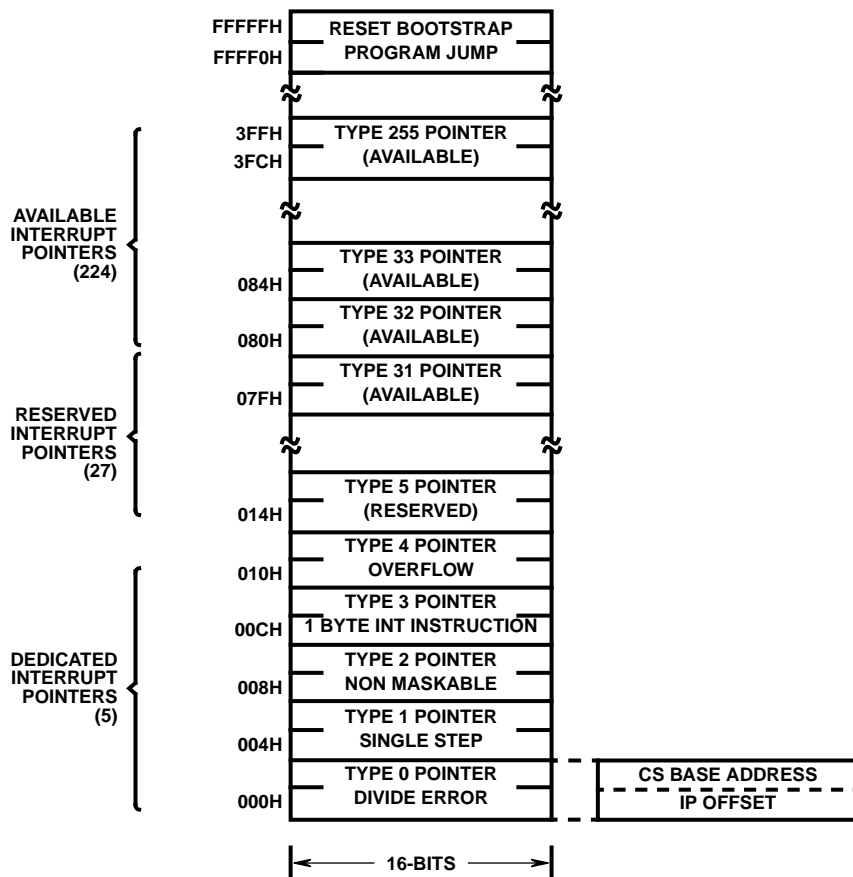 FFFFFH
RESET BOOTSTRAP
FFFF0H
PROGRAM JUMP
3FFH
TYPE 255 POINTER
3FCH
(AVAILABLE)
AVAILABLE
INTERRUPT
POINTERS
(224)
TYPE 33 POINTER
084H
(AVAILABLE)
TYPE 32 POINTER
080H
(AVAILABLE)
TYPE 31 POINTER
07FH
(AVAILABLE)
RESERVED
INTERRUPT
POINTERS
(27)
TYPE 5 POINTER
014H
(RESERVED)
TYPE 4 POINTER
010H
OVERFLOW
TYPE 3 POINTER
00CH
1 BYTE INT INSTRUCTION
DEDICATED
INTERRUPT
POINTERS
(5)
TYPE 2 POINTER
008H
NON MASKABLE
TYPE 1 POINTER
004H
SINGLE STEP
TYPE 0 POINTER
000H
DIVIDE ERROR
CS BASE ADDRESS
IP OFFSET
16-BITS